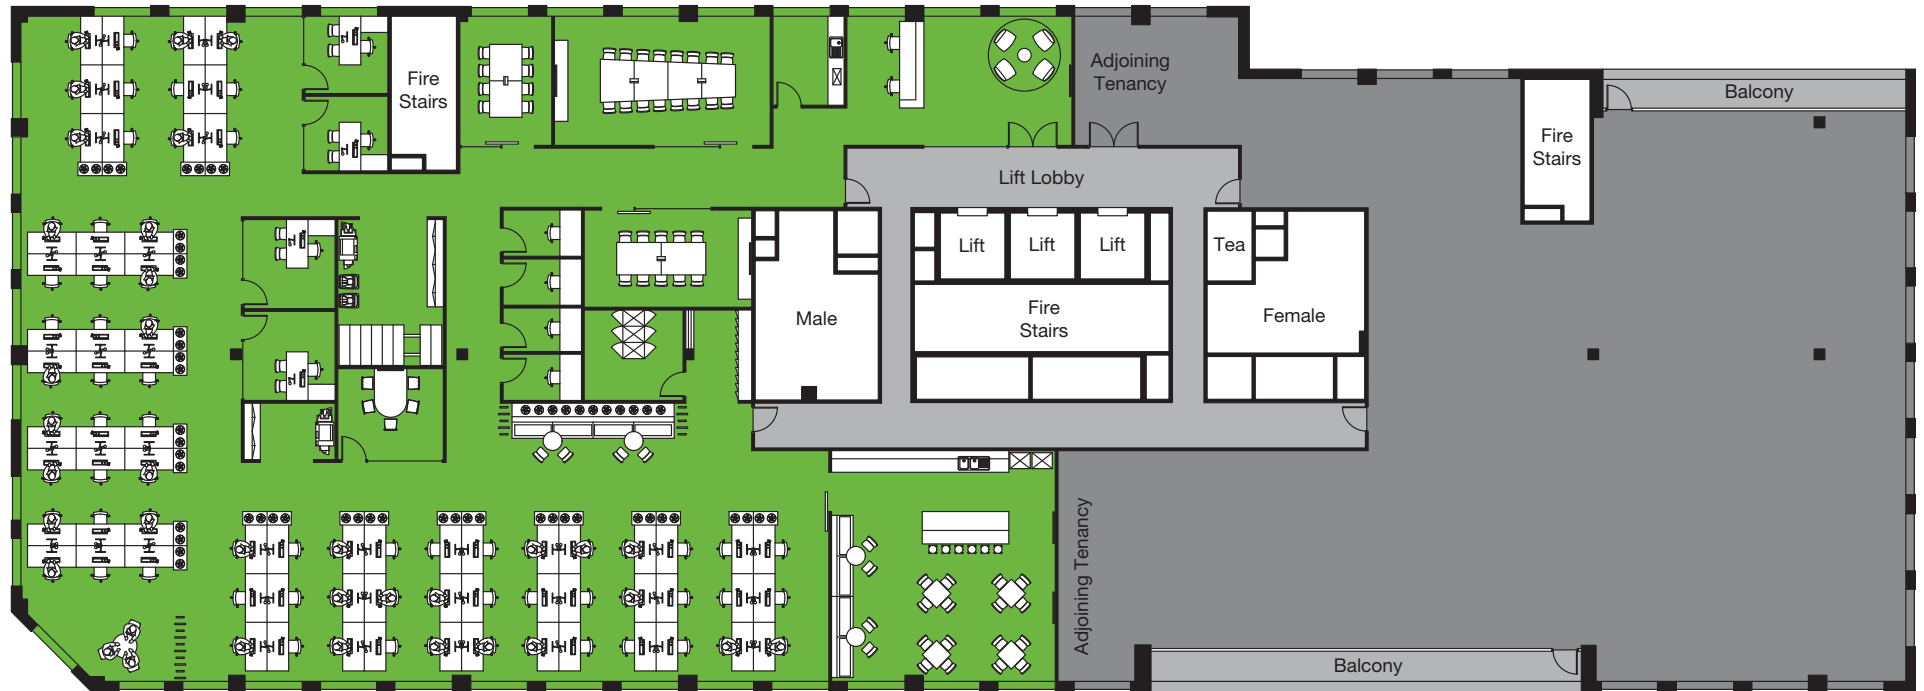 Adjoining
Tenancy
Balcony
Fire
Stairs
Fire
Stairs
Lift Lobby
Lift
Lift
Lift
Tea
Male
Fire
Stairs
Female
Adjoining Tenancy
Balcony